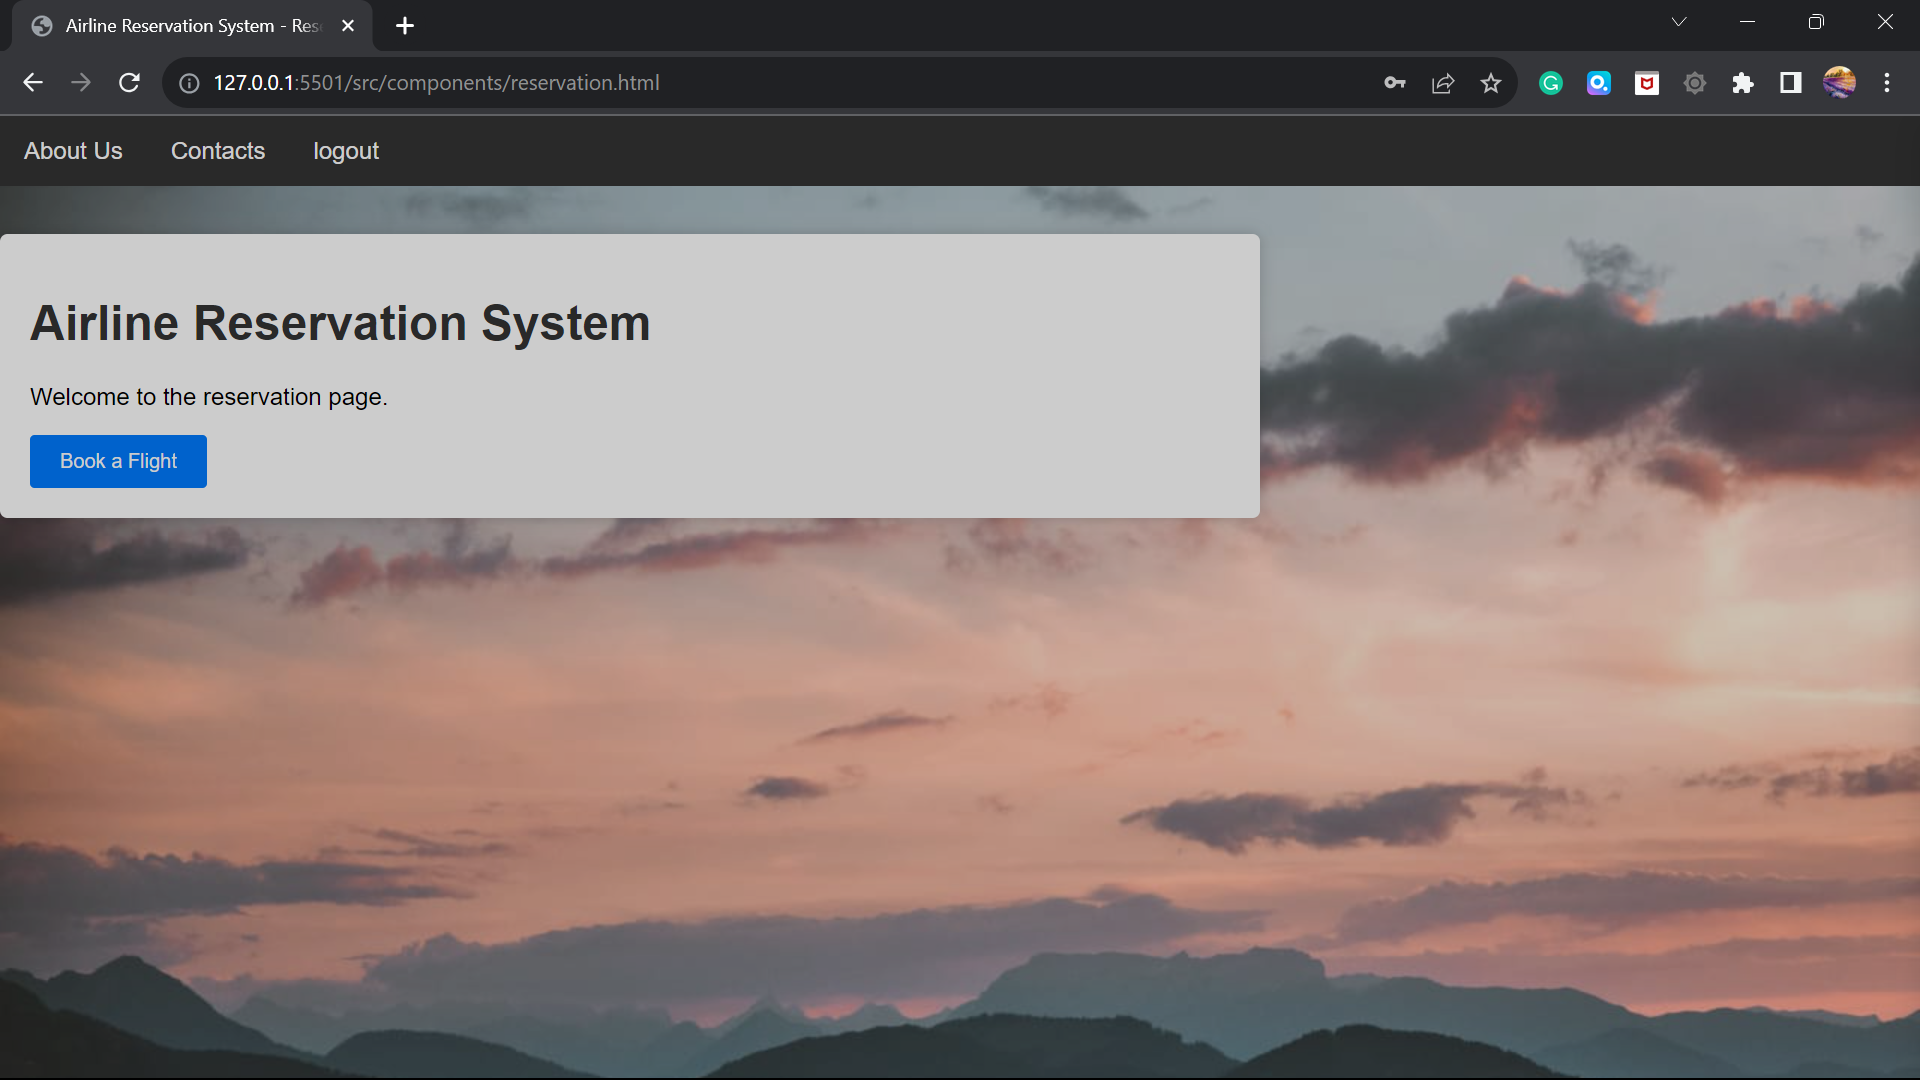 Airline Reservation System - Res
127.0.0.1:5501/src/components/reservation.html
About Us Contacts logout
Airline Reservation System
Welcome to the reservation page.
Book a Flight